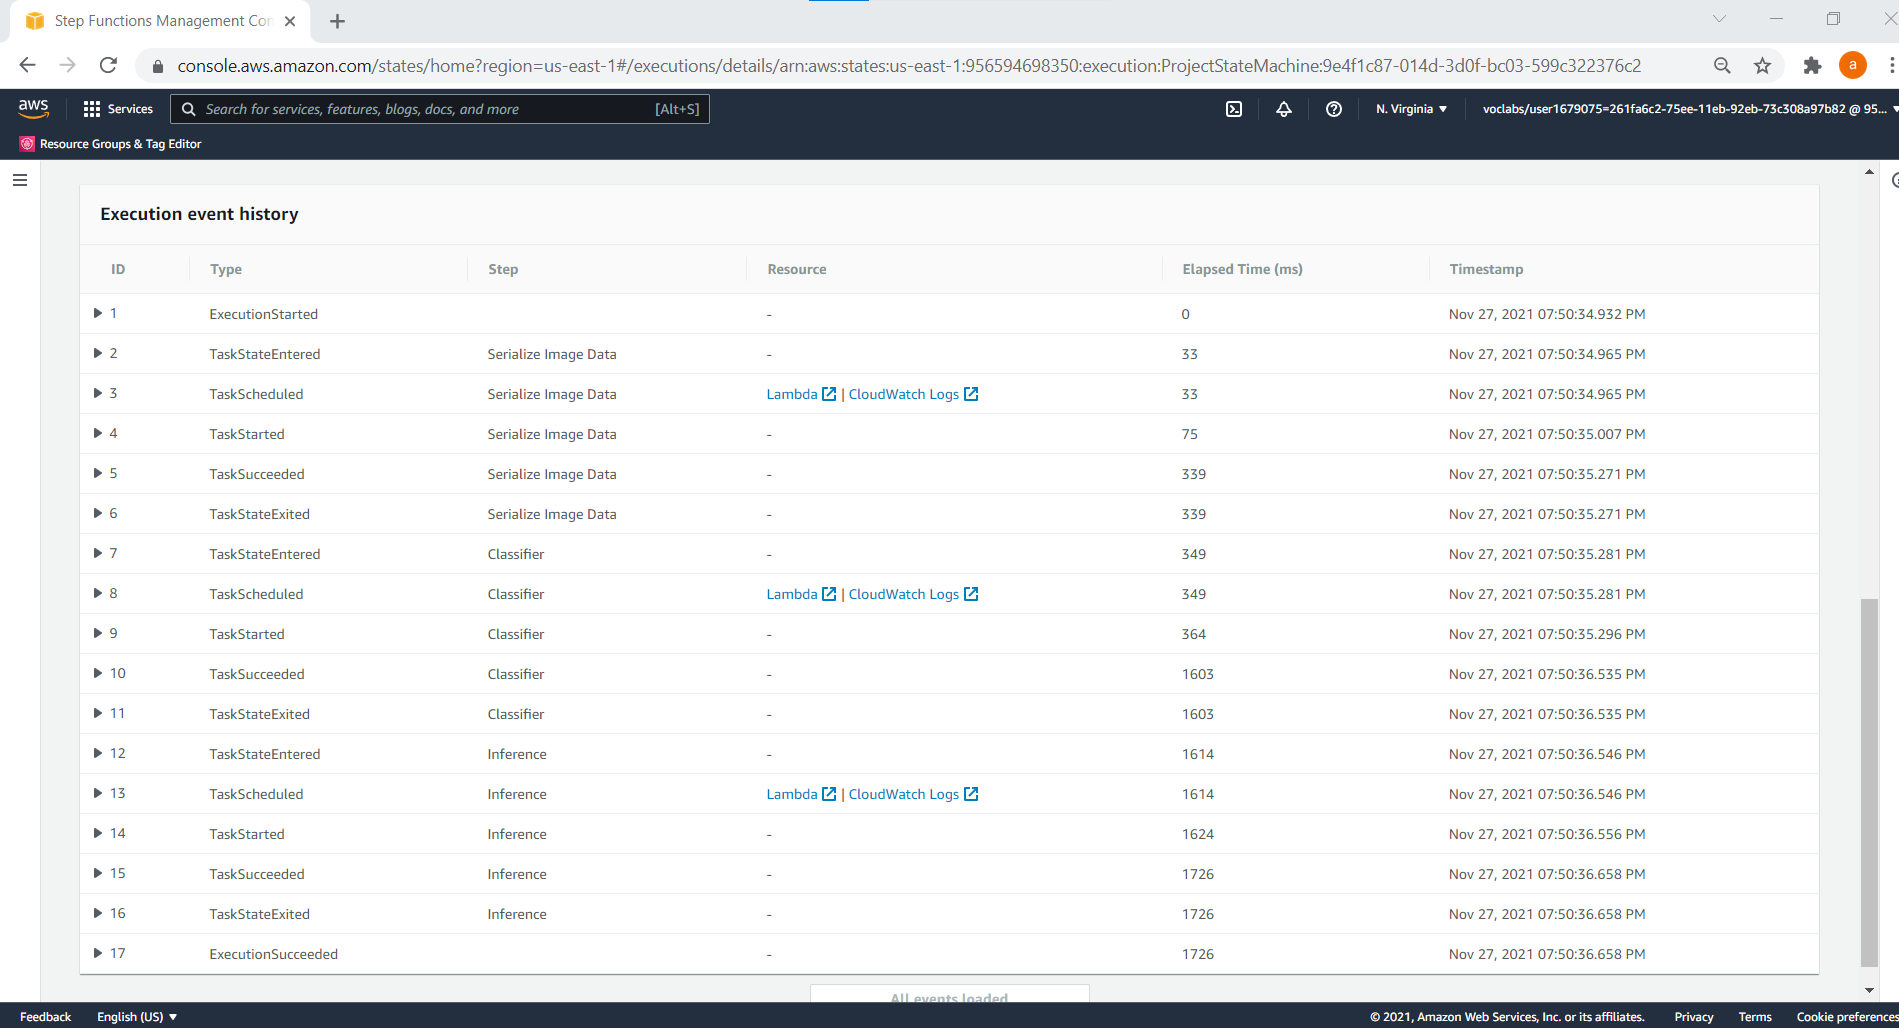 Step Functions Management Con
console.aws.amazon.com/states/home?region=us-east-1#/executions/details/arn:aws:states:us-east-1:956594698350:execution:ProjectStateMachine:9e4f1c87-014d-3d0f-bc03-599c322376c2
a
aws Services Search for services, features, blogs, docs, and more [Alt+S] N. Virginia voclabs/user1679075=261fa6c2-75ee-11eb-92eb-73c308a97b82 @ 95...
Resource Groups & Tag Editor
Execution event history
ID Type Step Resource Elapsed Time (ms) Timestamp
1 ExecutionStarted - 0 Nov 27, 2021 07:50:34.932 PM
2 TaskStateEntered Serialize Image Data - 33 Nov 27, 2021 07:50:34.965 PM
3 TaskScheduled Serialize Image Data Lambda | CloudWatch Logs 33 Nov 27, 2021 07:50:34.965 PM
4 TaskStarted Serialize Image Data - 75 Nov 27, 2021 07:50:35.007 PM
5 TaskSucceeded Serialize Image Data - 339 Nov 27, 2021 07:50:35.271 PM
6 TaskStateExited Serialize Image Data - 339 Nov 27, 2021 07:50:35.271 PM
7 TaskStateEntered Classifier - 349 Nov 27, 2021 07:50:35.281 PM
8 TaskScheduled Classifier Lambda | CloudWatch Logs 349 Nov 27, 2021 07:50:35.281 PM
9 TaskStarted Classifier - 364 Nov 27, 2021 07:50:35.296 PM
10 TaskSucceeded Classifier - 1603 Nov 27, 2021 07:50:36.535 PM
11 TaskStateExited Classifier - 1603 Nov 27, 2021 07:50:36.535 PM
12 TaskStateEntered Inference - 1614 Nov 27, 2021 07:50:36.546 PM
13 TaskScheduled Inference Lambda | CloudWatch Logs 1614 Nov 27, 2021 07:50:36.546 PM
14 TaskStarted Inference - 1624 Nov 27, 2021 07:50:36.556 PM
15 TaskSucceeded Inference - 1726 Nov 27, 2021 07:50:36.658 PM
16 TaskStateExited Inference - 1726 Nov 27, 2021 07:50:36.658 PM
17 ExecutionSucceeded - 1726 Nov 27, 2021 07:50:36.658 PM
All events loaded
Feedback English (US) © 2021, Amazon Web Services, Inc. or its affiliates. Privacy Terms Cookie preferences